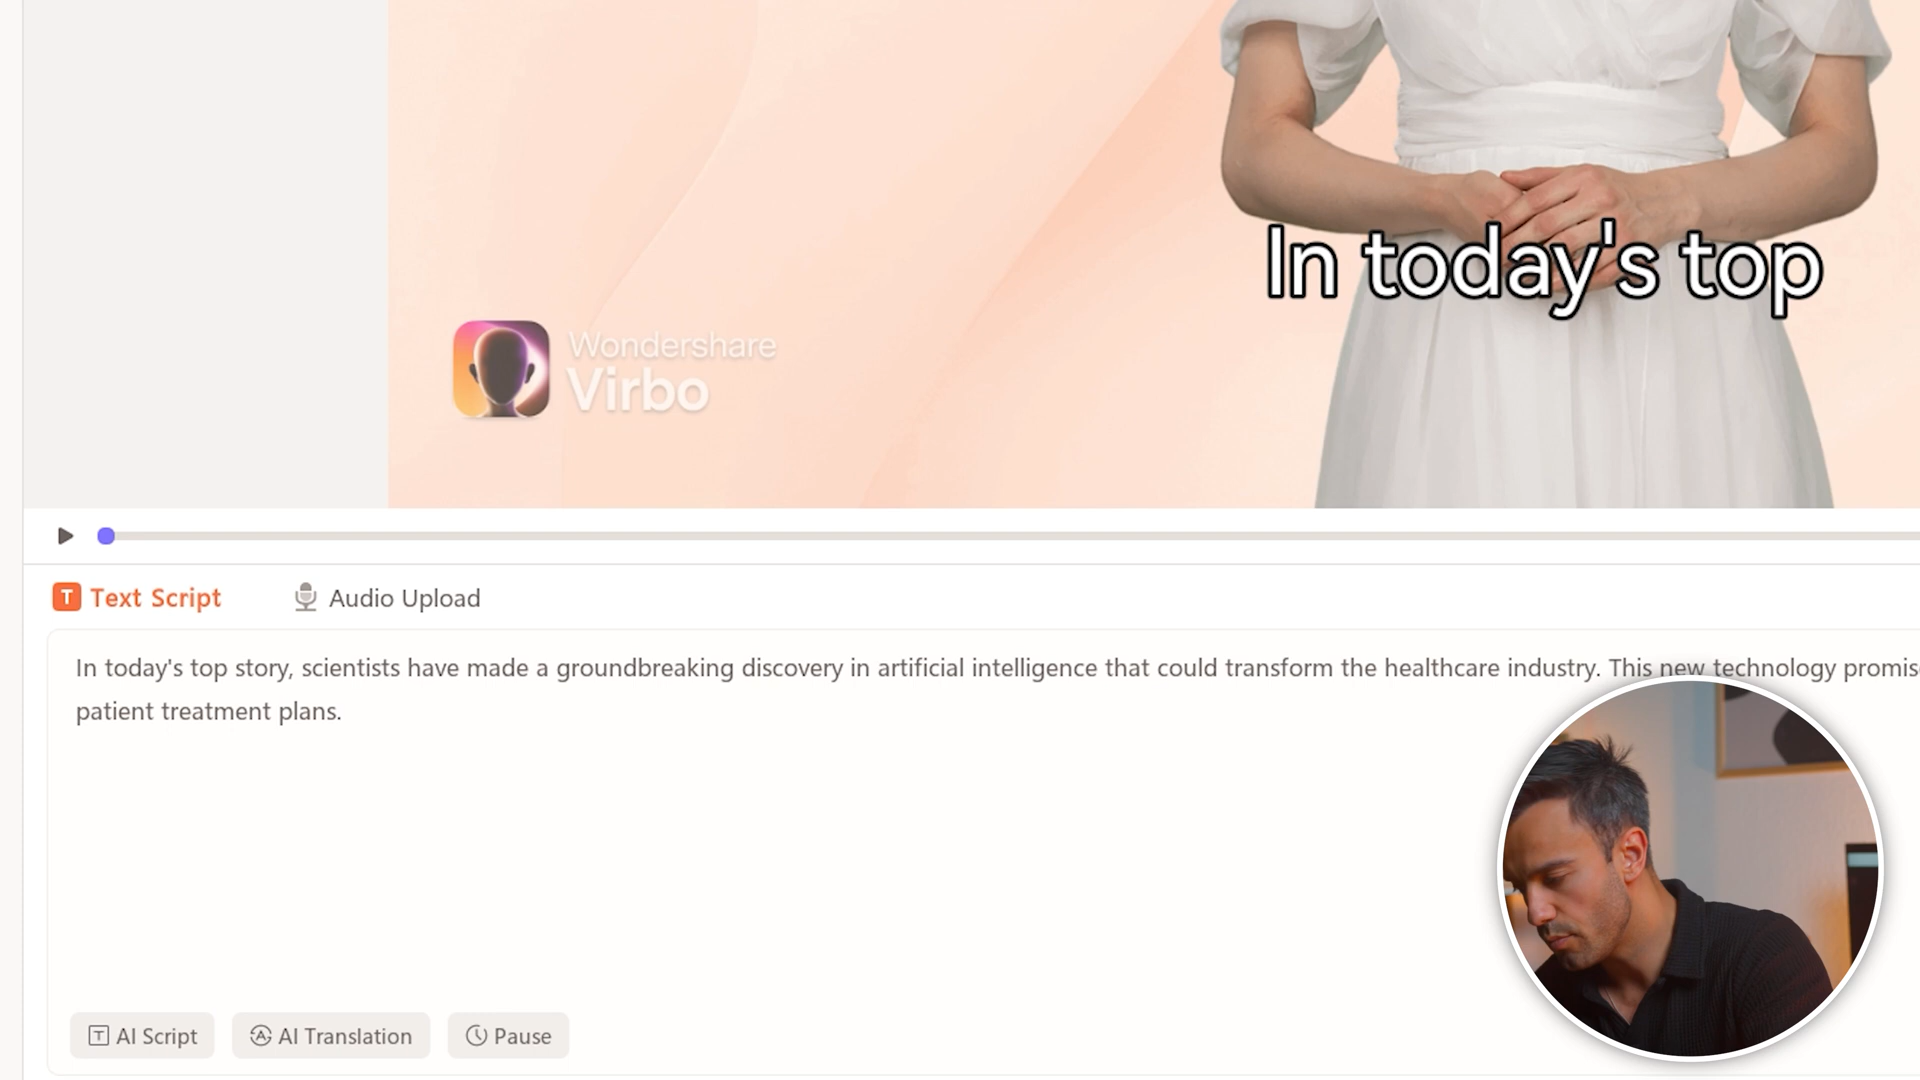 In today's top
Wondershare
Virbo
Text Script
Audio Upload
In today's top story, scientists have made a groundbreaking discovery in artificial intelligence that could transform the healthcare industry. This new technology
patient treatment plans.
AI Script
AI Translation
Pause